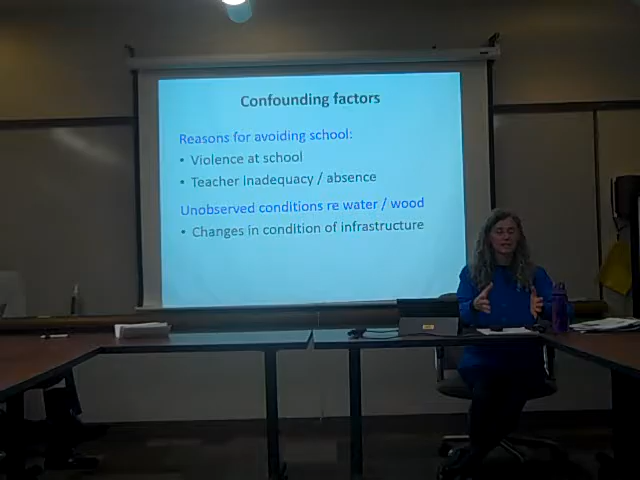 Confounding factors
Reasons for avoiding school:
• Violence at school
• Teacher inadequacy / absence
Unobserved conditions re water / wood
• Changes in condition of infrastructure